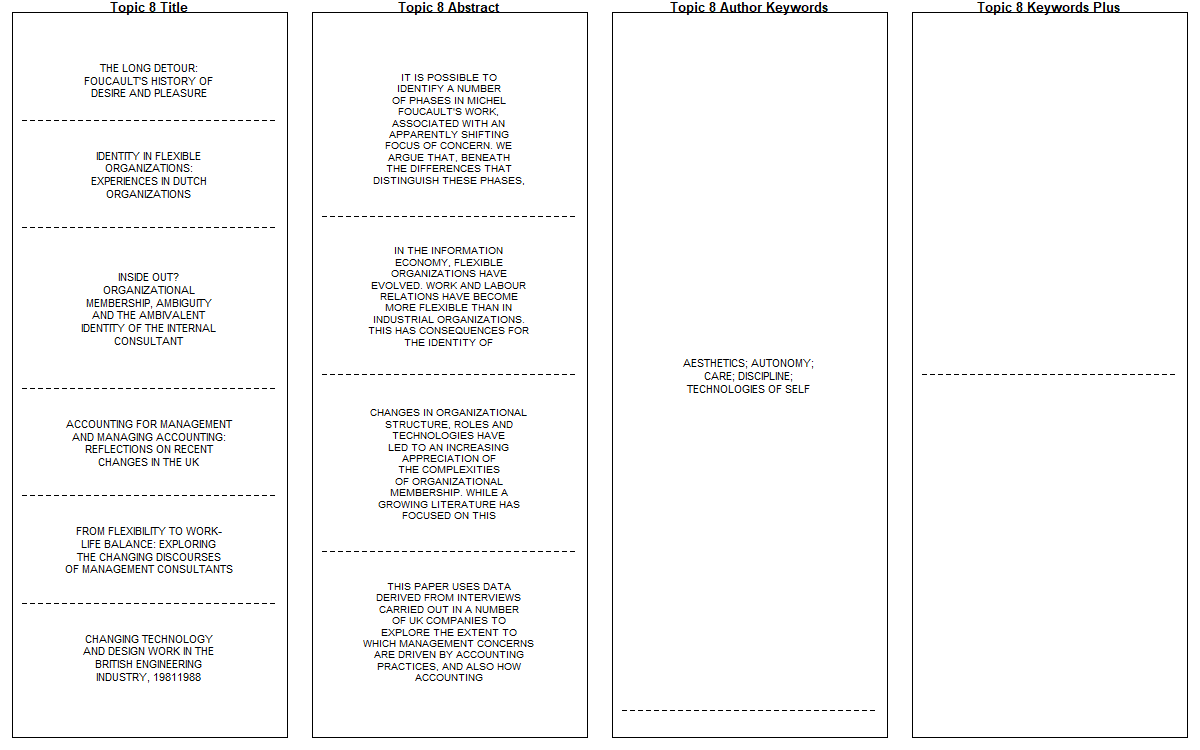 Topic 8 Title
THE LONG DETOUR:
FOUCAULT'S HISTORY OF
DESIRE AND PLEASURE
IDENTITY IN FLEXIBLE
ORGANIZATIONS:
EXPERIENCES IN DUTCH
ORGANIZATIONS
INSIDE OUT?
ORGANIZATIONAL
MEMBERSHIP, AMBIGUITY
AND THE AMBIVALENT
IDENTITY OF THE INTERNAL
CONSULTANT
ACCOUNTING FOR MANAGEMENT
AND MANAGING ACCOUNTING:
REFLECTIONS ON RECENT
CHANGES IN THE UK
FROM FLEXIBILITY TO WORK-
LIFE BALANCE: EXPLORING
THE CHANGING DISCOURSES
OF MANAGEMENT CONSULTANTS
CHANGING TECHNOLOGY
AND DESIGN WORK IN THE
BRITISH ENGINEERING
INDUSTRY, 19811988
Topic 8 Abstract
IT IS POSSIBLE TO
IDENTIFY A NUMBER
OF PHASES IN MICHEL
FOUCAULT'S WORK,
ASSOCIATED WITH AN
APPARENTLY SHIFTING
FOCUS OF CONCERN. WE
ARGUE THAT, BENEATH
THE DIFFERENCES THAT
DISTINGUISH THESE PHASES,
IN THE INFORMATION
ECONOMY, FLEXIBLE
ORGANIZATIONS HAVE
EVOLVED. WORK AND LABOUR
RELATIONS HAVE BECOME
MORE FLEXIBLE THAN IN
INDUSTRIAL ORGANIZATIONS.
THIS HAS CONSEQUENCES FOR
THE IDENTITY OF
CHANGES IN ORGANIZATIONAL
STRUCTURE, ROLES AND
TECHNOLOGIES HAVE
LED TO AN INCREASING
APPRECIATION OF
THE COMPLEXITIES
OF ORGANIZATIONAL
MEMBERSHIP. WHILE A
GROWING LITERATURE HAS
FOCUSED ON THIS
THIS PAPER USES DATA
DERIVED FROM INTERVIEWS
CARRIED OUT IN A NUMBER
OF UK COMPANIES TO
EXPLORE THE EXTENT TO
WHICH MANAGEMENT CONCERNS
ARE DRIVEN BY ACCOUNTING
PRACTICES, AND ALSO HOW
ACCOUNTING
Topic 8 Author Keywords
AESTHETICS; AUTONOMY;
CARE; DISCIPLINE;
TECHNOLOGIES OF SELF
Topic 8 Keywords Plus